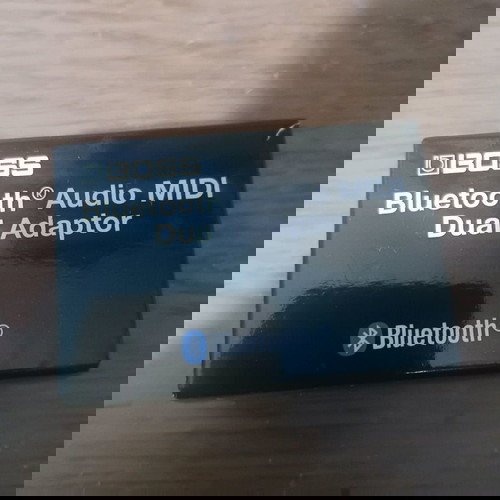 BOSS
Bluetooth® Audio MIDI
Dual Adaptor
Bluetooth®